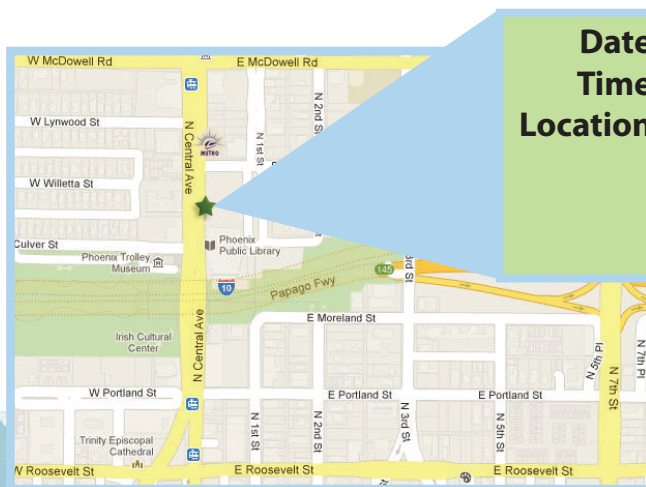 Date
Time
Location
W McDowell Rd
E McDowell Rd
W Lynwood St
N Central Ave
METRO
N 1st St
N 2nd St
W Willetta St
Culver St
Phoenix Trolley
Museum
Phoenix
Public Library
3rd St
145
10
Papago Fwy
N Central Ave
E Moreland St
Irish Cultural
Center
N 5th Pl
N 7th Pl
N 7th St
W Portland St
E Portland St
E Portland St
N 1st St
N 2nd St
N 3rd St
N 5th St
Trinity Episcopal
Cathedral
W Roosevelt St
E Roosevelt St
E Roosevelt St